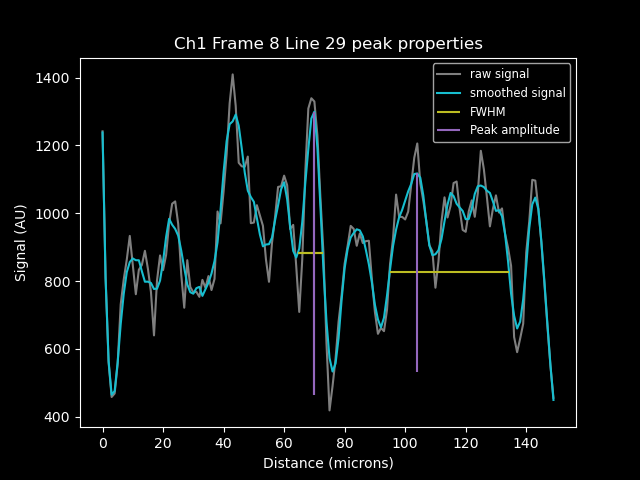 Ch1 Frame 8 Line 29 peak properties
raw signal
smoothed signal
FWHM
Peak amplitude
Signal (AU)
1400
1200
1000
800
600
400
0 20 40 60 80 100 120 140
Distance (microns)